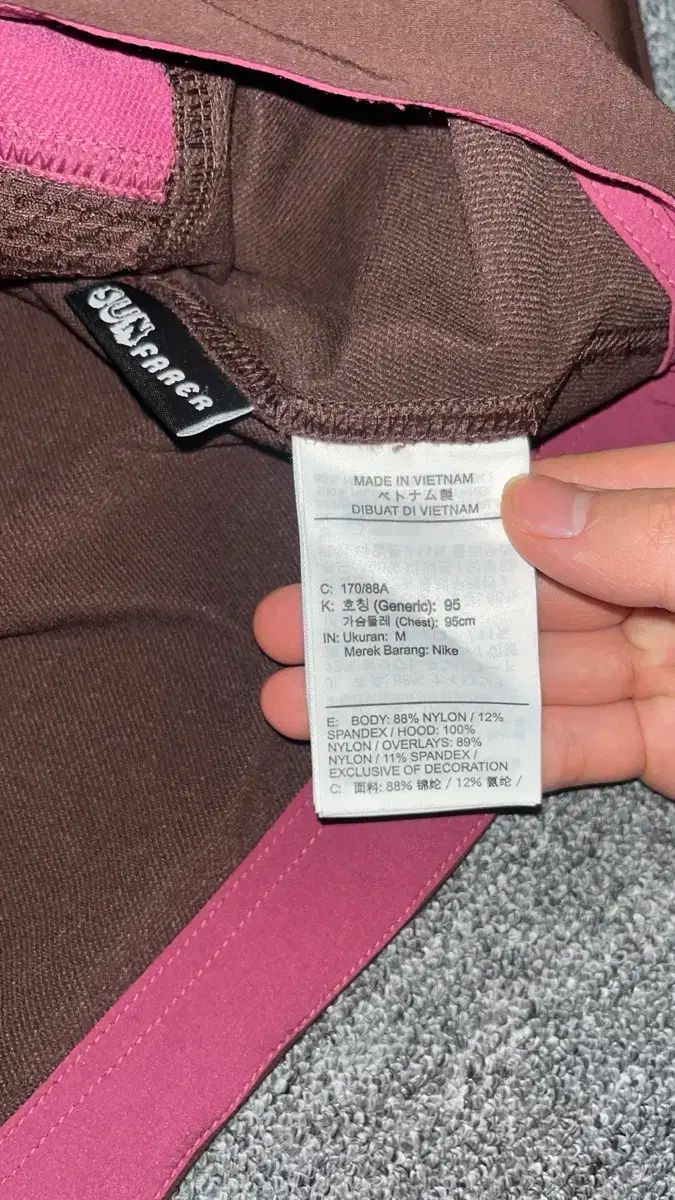 SUN
FARER
MADE IN VIETNAM
ベトナム製
DIBUAT DI VIETNAM
C: 170/88A
K: 호칭 (Generic): 95
가슴둘레 (Chest): 95cm
IN: Ukuran: M
Merek Barang: Nike
E: BODY: 88% NYLON / 12%
SPANDEX / HOOD: 100%
NYLON / OVERLAYS: 89%
NYLON / 11% SPANDEX /
EXCLUSIVE OF DECORATION
C: 面料: 88% 锦纶 / 12% 氨纶 /